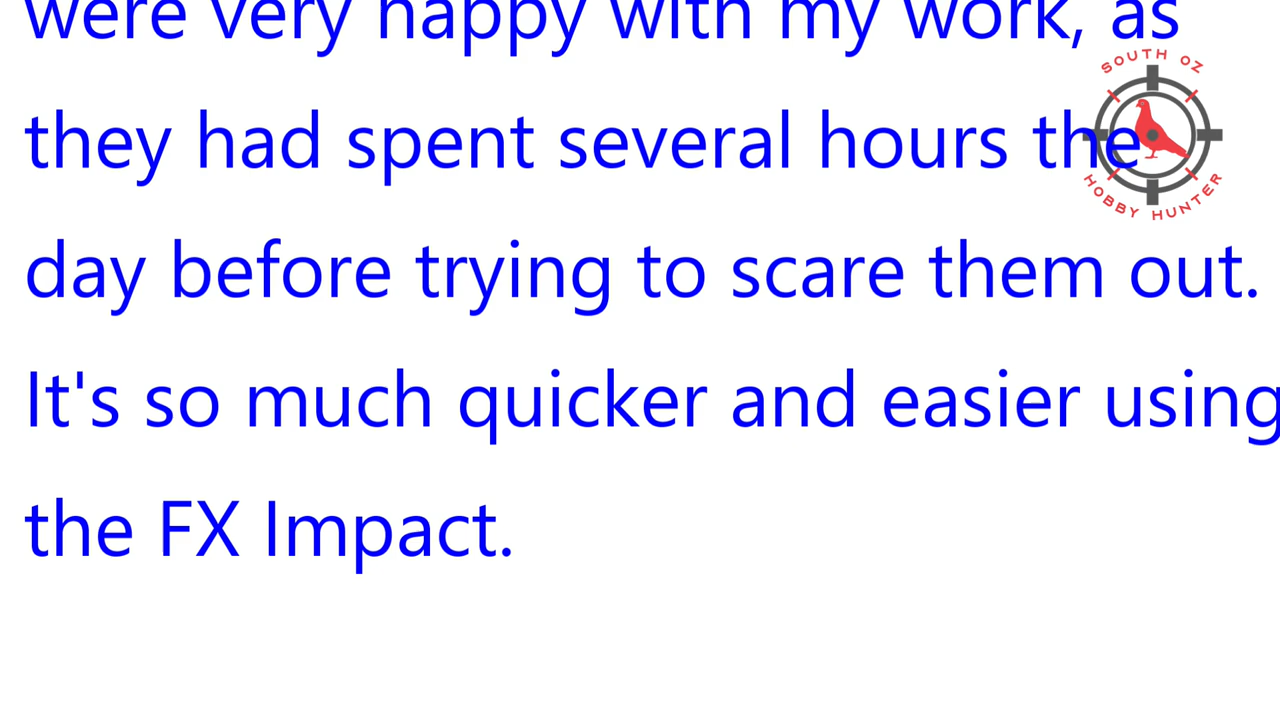 were very happy with my work, as
SOUTH OZ
they had spent several hours the
HOBBY HUNTER
day before trying to scare them out.
It's so much quicker and easier using
the FX Impact.